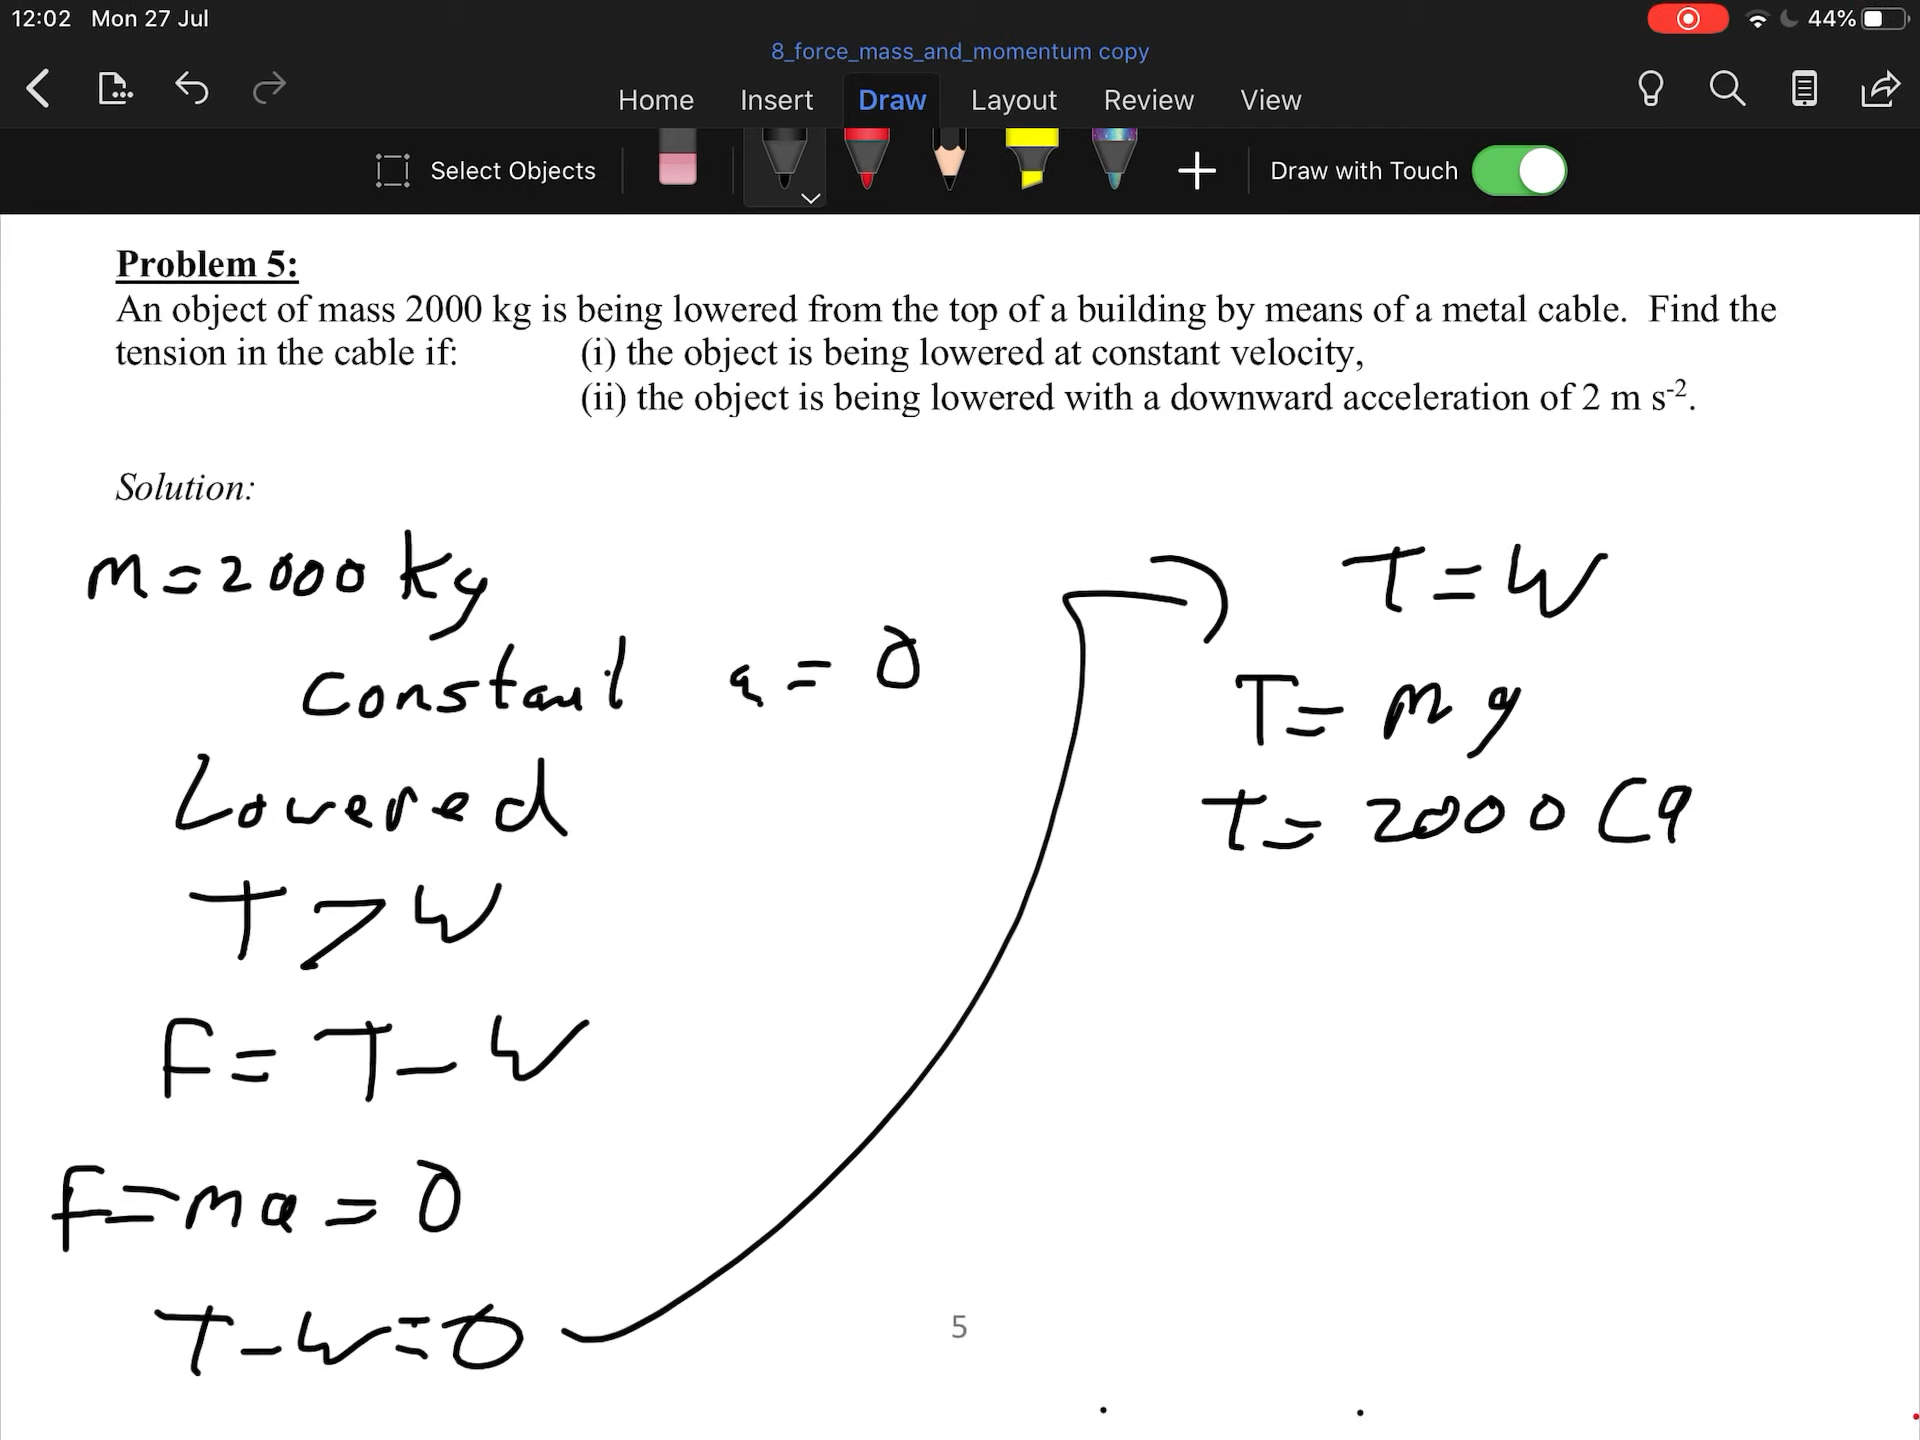 12:02 Mon 27 Jul
44%
8_force_mass_and_momentum copy
Home Insert Draw Layout Review View
Select Objects
Draw with Touch
Problem 5:
An object of mass 2000 kg is being lowered from the top of a building by means of a metal cable. Find the
tension in the cable if: (i) the object is being lowered at constant velocity,
(ii) the object is being lowered with a downward acceleration of 2 m s⁻².
Solution:
m = 2000 kg
constant a = 0
Lowered
T > W
F = T - W
F = ma = 0
T - W = 0
T = W
T = mg
t = 2000 (9
5